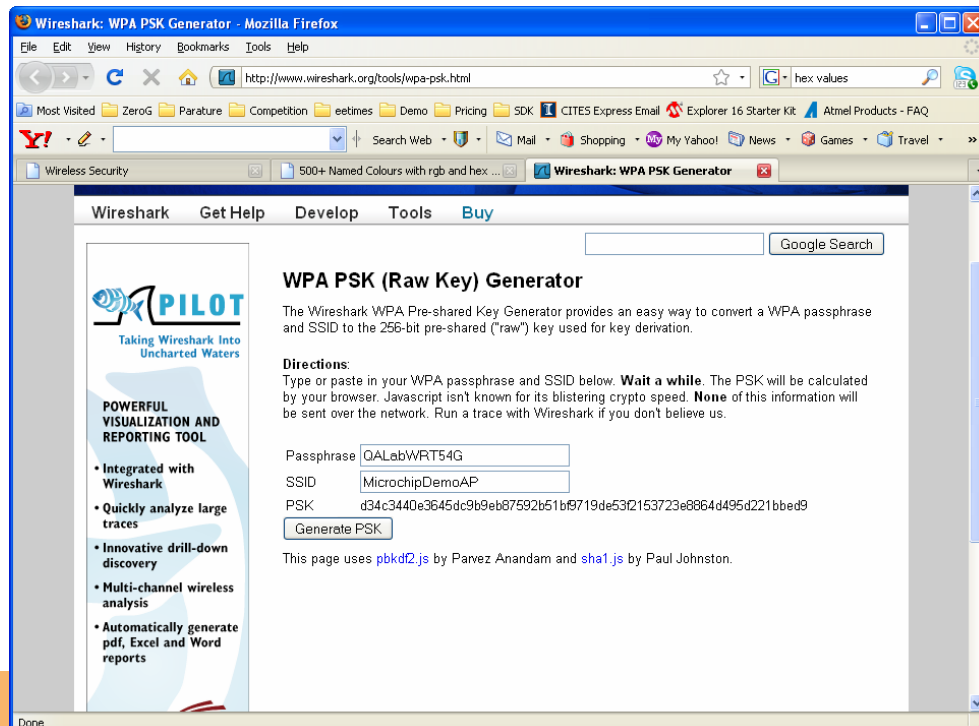 Wireshark: WPA PSK Generator - Mozilla Firefox
File Edit View History Bookmarks Tools Help
http://www.wireshark.org/tools/wpa-psk.html
hex values
Most Visited ZeroG Parature Competition eetimes Demo Pricing SDK CITES Express Email Explorer 16 Starter Kit Atmel Products - FAQ
Y! Search Web Mail Shopping My Yahoo! News Games Travel »
Wireless Security 500+ Named Colours with rgb and hex ... Wireshark: WPA PSK Generator
Wireshark Get Help Develop Tools Buy
Google Search
PILOT
Taking Wireshark Into
Uncharted Waters
POWERFUL
VISUALIZATION AND
REPORTING TOOL
• Integrated with
Wireshark
• Quickly analyze large
traces
• Innovative drill-down
discovery
• Multi-channel wireless
analysis
• Automatically generate
pdf, Excel and Word
reports
WPA PSK (Raw Key) Generator
The Wireshark WPA Pre-shared Key Generator provides an easy way to convert a WPA passphrase
and SSID to the 256-bit pre-shared ("raw") key used for key derivation.
Directions:
Type or paste in your WPA passphrase and SSID below. Wait a while. The PSK will be calculated
by your browser. Javascript isn't known for its blistering crypto speed. None of this information will
be sent over the network. Run a trace with Wireshark if you don't believe us.
Passphrase QALabWRT54G
SSID MicrochipDemoAP
PSK d34c3440e3645dc9b9eb87592b51bf9719de53f2153723e8864d495d221bbed9
Generate PSK
This page uses pbkdf2.js by Parvez Anandam and sha1.js by Paul Johnston.
Done